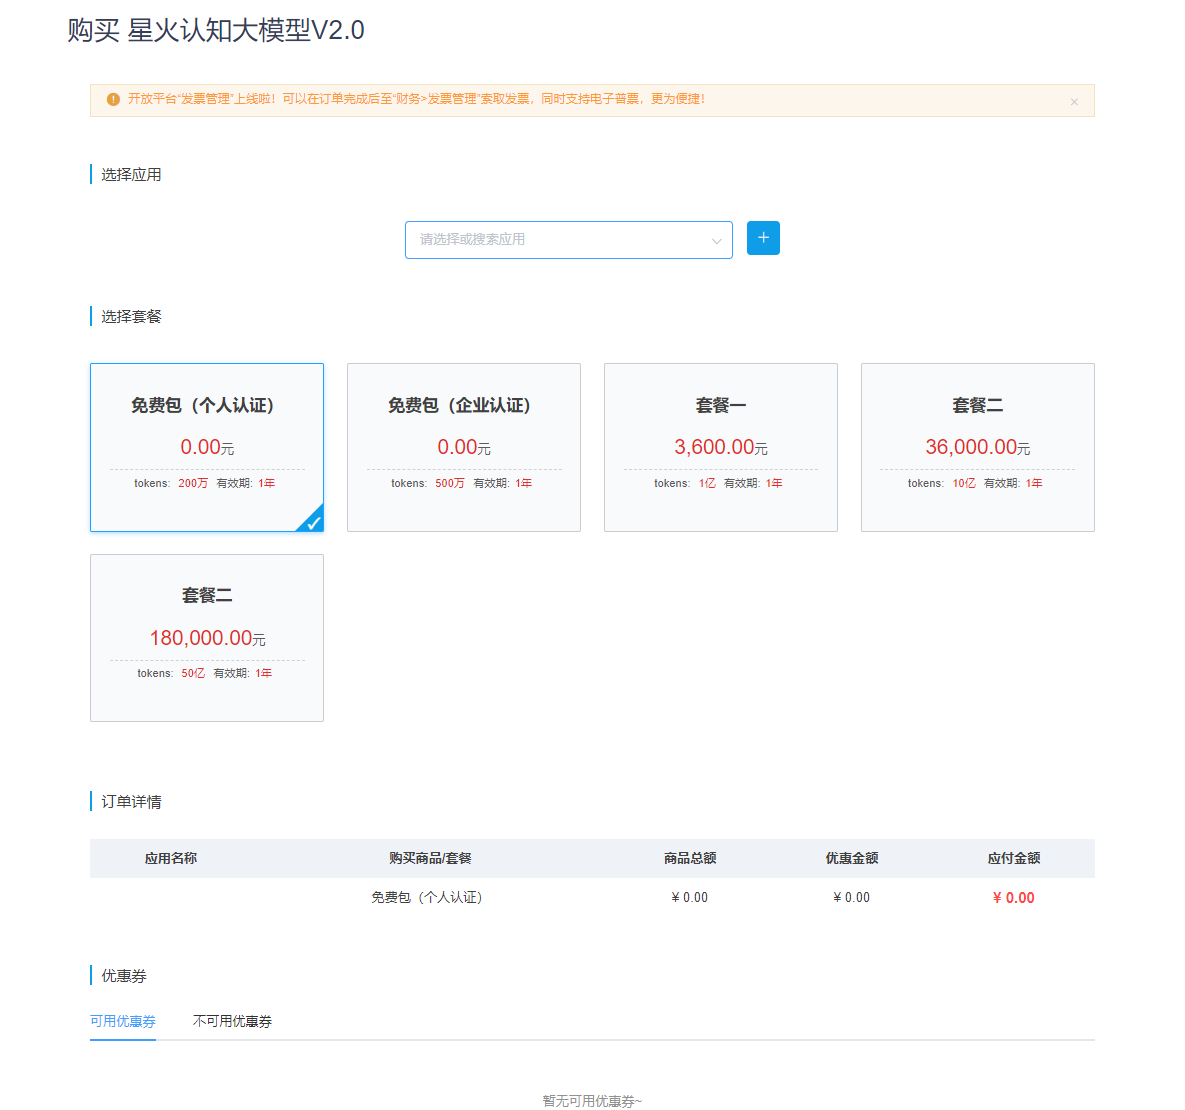 购买 星火认知大模型V2.0
开放平台“发票管理”上线啦！可以在订单完成后至“财务>发票管理”索取发票，同时支持电子普票，更为便捷！
选择应用
请选择或搜索应用
选择套餐
免费包（个人认证） 免费包（企业认证） 套餐一 套餐二
0.00元 0.00元 3,600.00元 36,000.00元
tokens: 200万 有效期: 1年 tokens: 500万 有效期: 1年 tokens: 1亿 有效期: 1年 tokens: 10亿 有效期: 1年
套餐二
180,000.00元
tokens: 50亿 有效期: 1年
订单详情
应用名称 购买商品/套餐 商品总额 优惠金额 应付金额
免费包（个人认证） ¥ 0.00 ¥ 0.00 ¥ 0.00
优惠券
可用优惠券 不可用优惠券
暂无可用优惠券~